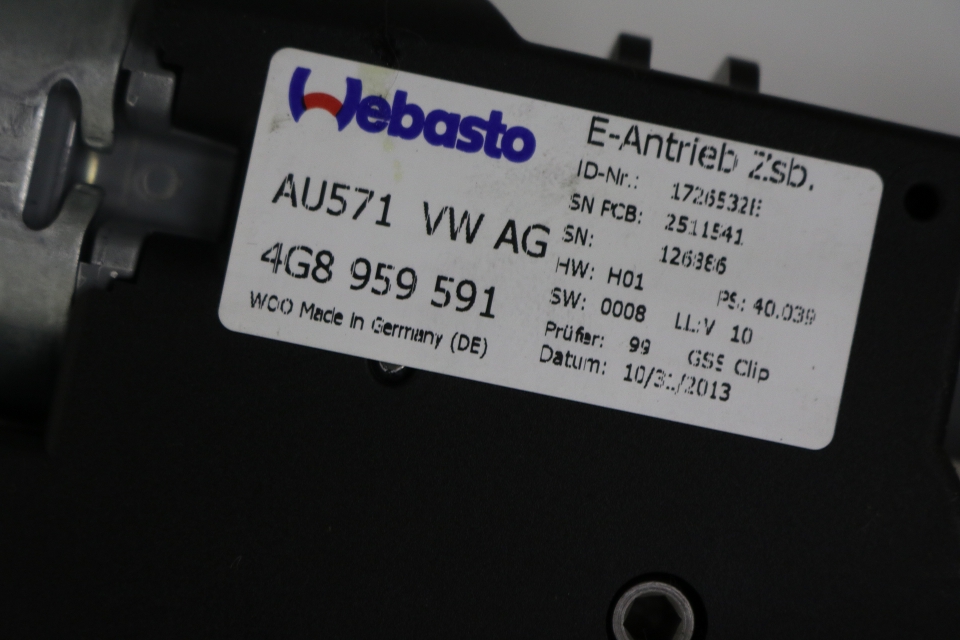 Webasto
AU571 VW AG
4G8 959 591
WOO Made in Germany (DE)
E-Antrieb Zsb.
ID-Nr.:
SN PCB: 2511541
SN: 126886
HW: H01 PS.: 40.039
SW: 0008 LL:V 10
Prüfer: 99 GSS Clip
Datum: